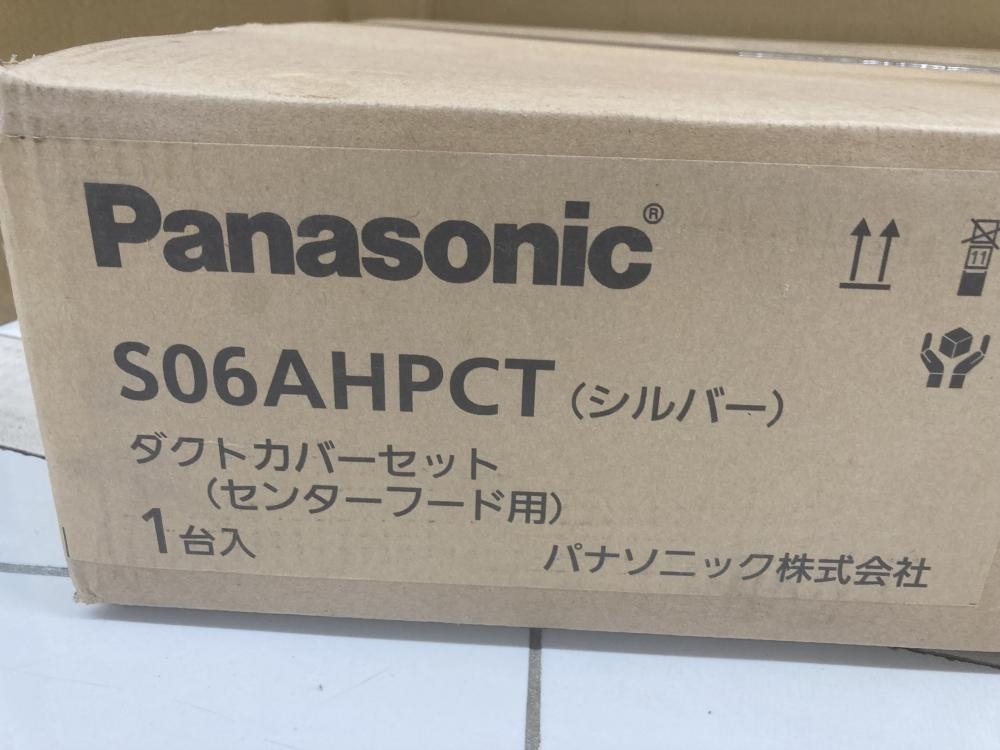 Panasonic®
S06AHPCT(シルバー)
ダクトカバーセット
(センターフード用)
1台入
パナソニック株式会社
11